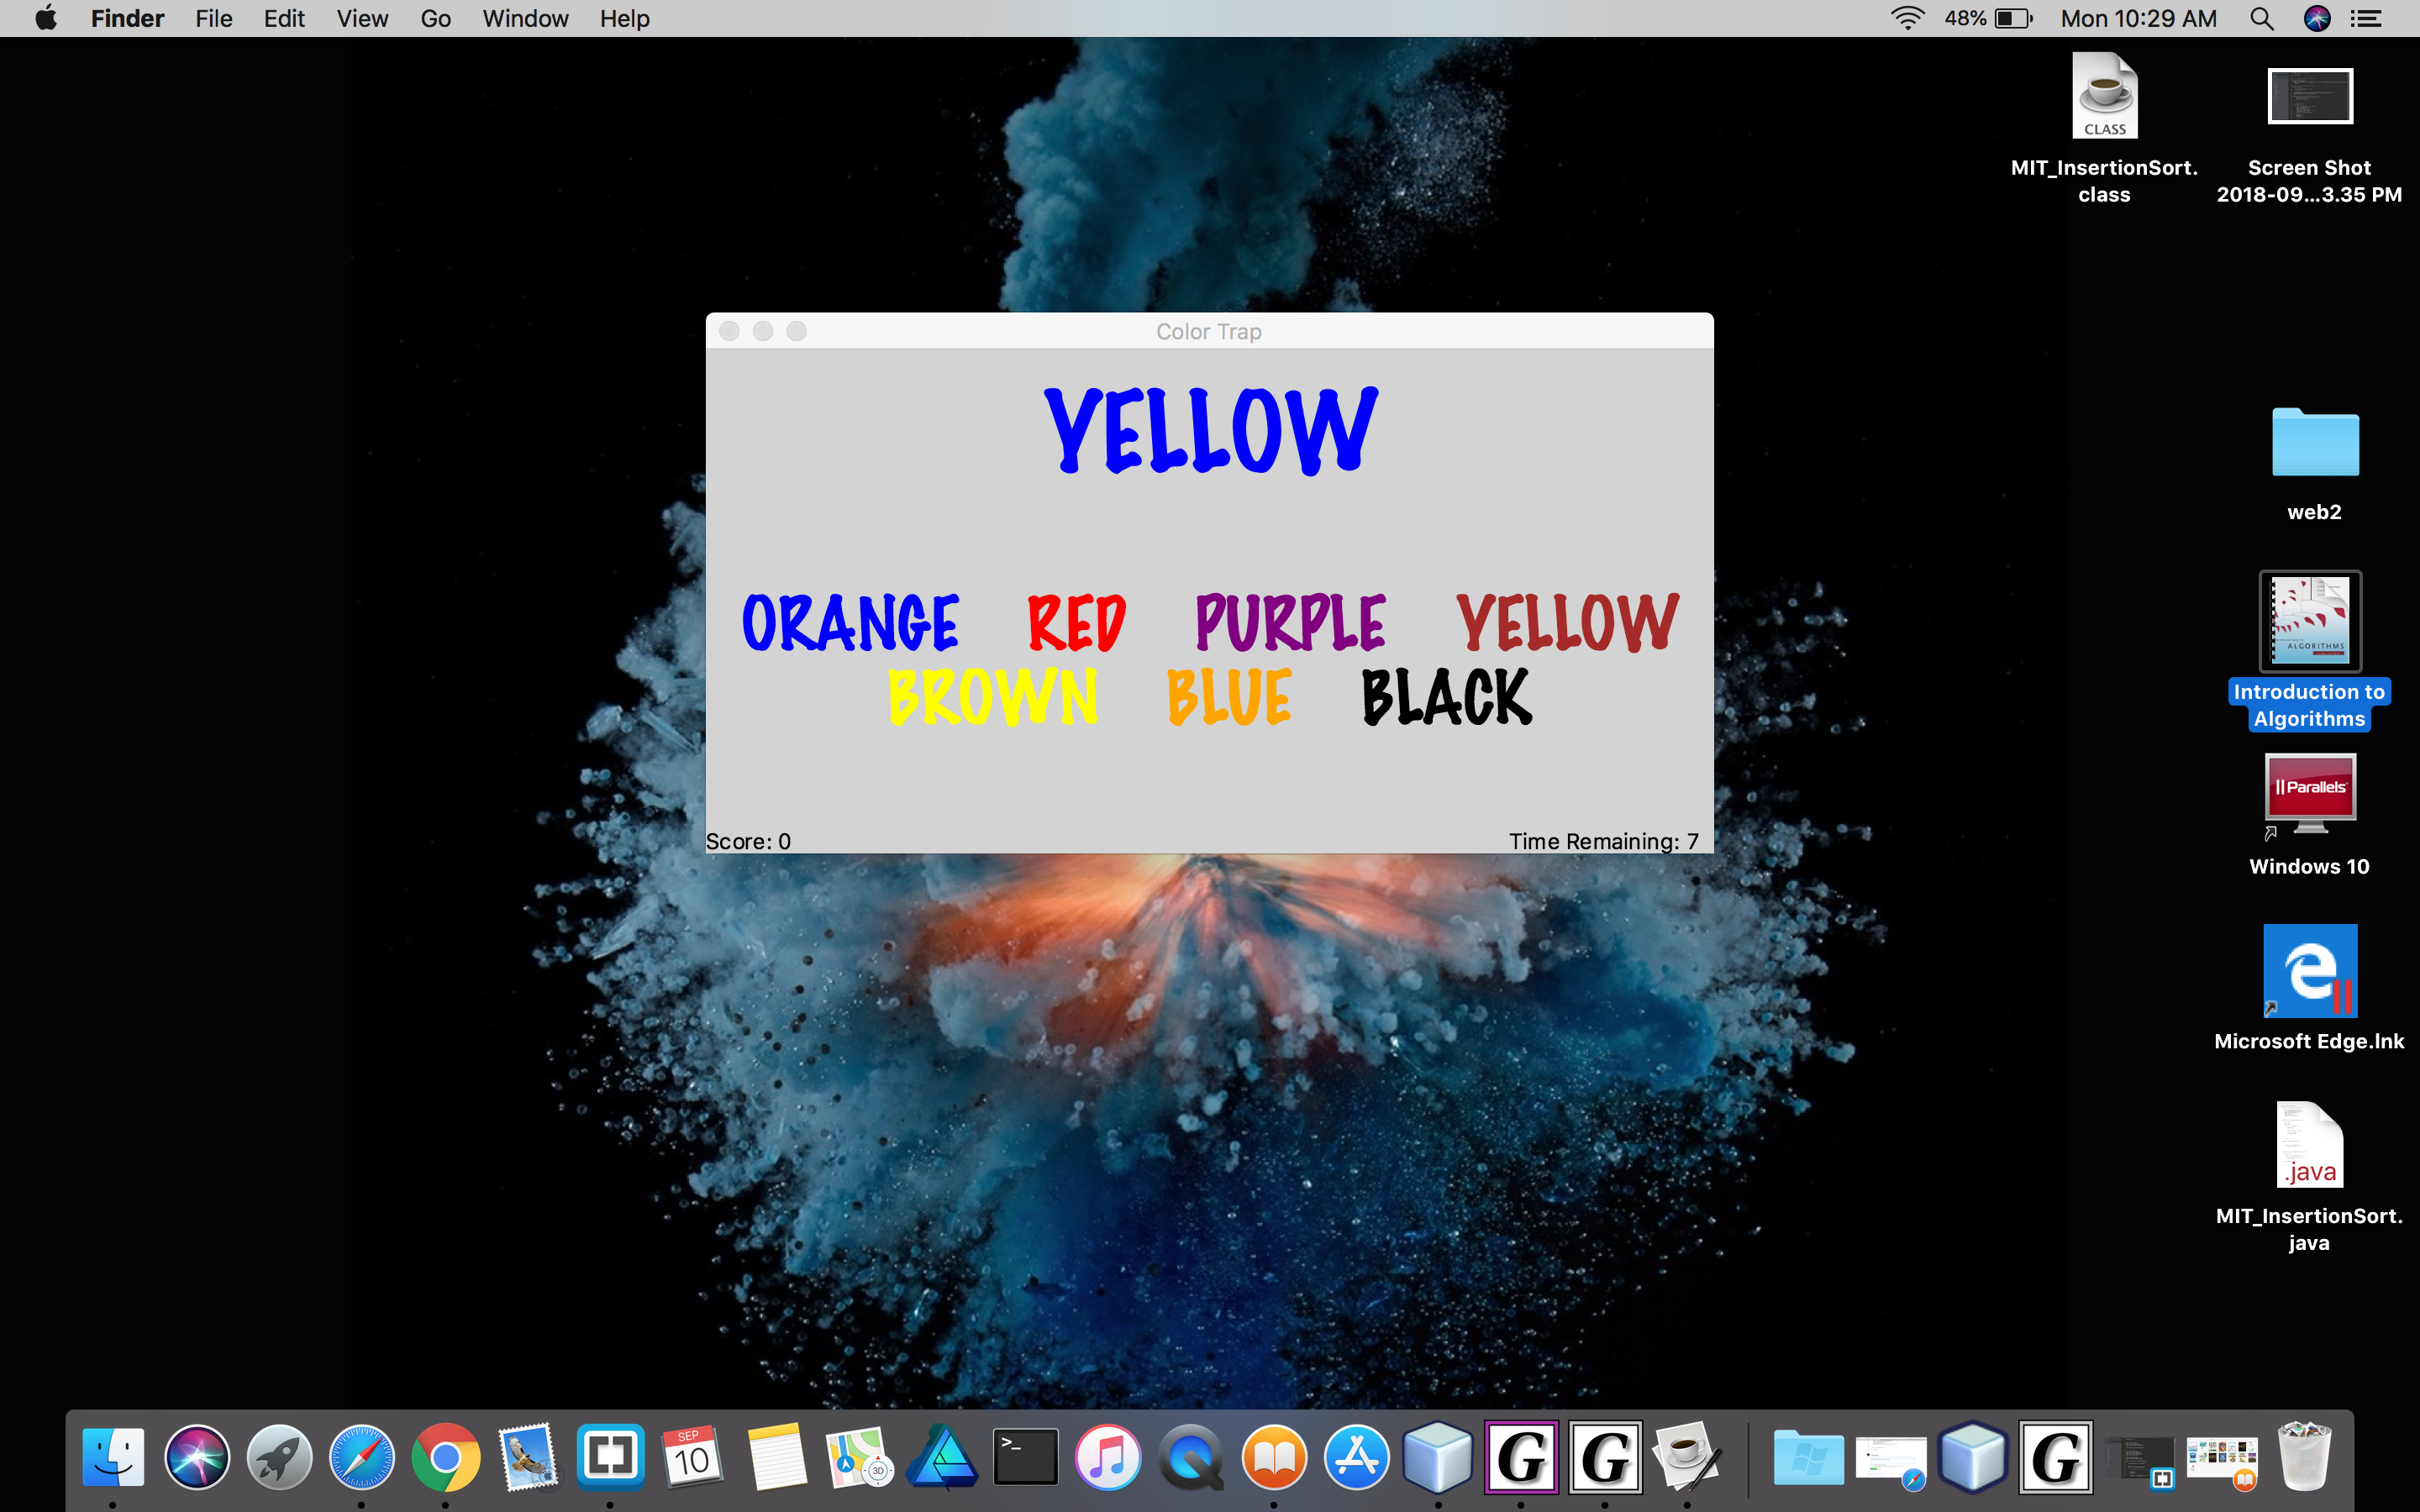 Finder File Edit View Go Window Help 48% Mon 10:29 AM
CLASS
MIT_InsertionSort.
class
Screen Shot
2018-09...3.35 PM
Color Trap
YELLOW
ORANGE RED PURPLE YELLOW
BROWN BLUE BLACK
Score: 0 Time Remaining: 7
web2
ALGORITHMS
Introduction to
Algorithms
Parallels
Windows 10
Microsoft Edge.lnk
.java
MIT_InsertionSort.
java
SEP
10
3D
>_
G G G